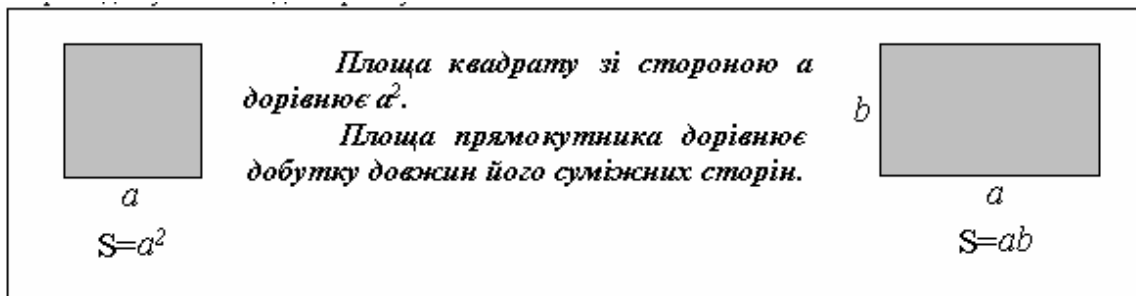 Площа квадрату зі стороною a
дорівнює a².
Площа прямокутника дорівнює
добутку довжин його суміжних сторін.
a
S=a²
b
a
S=ab